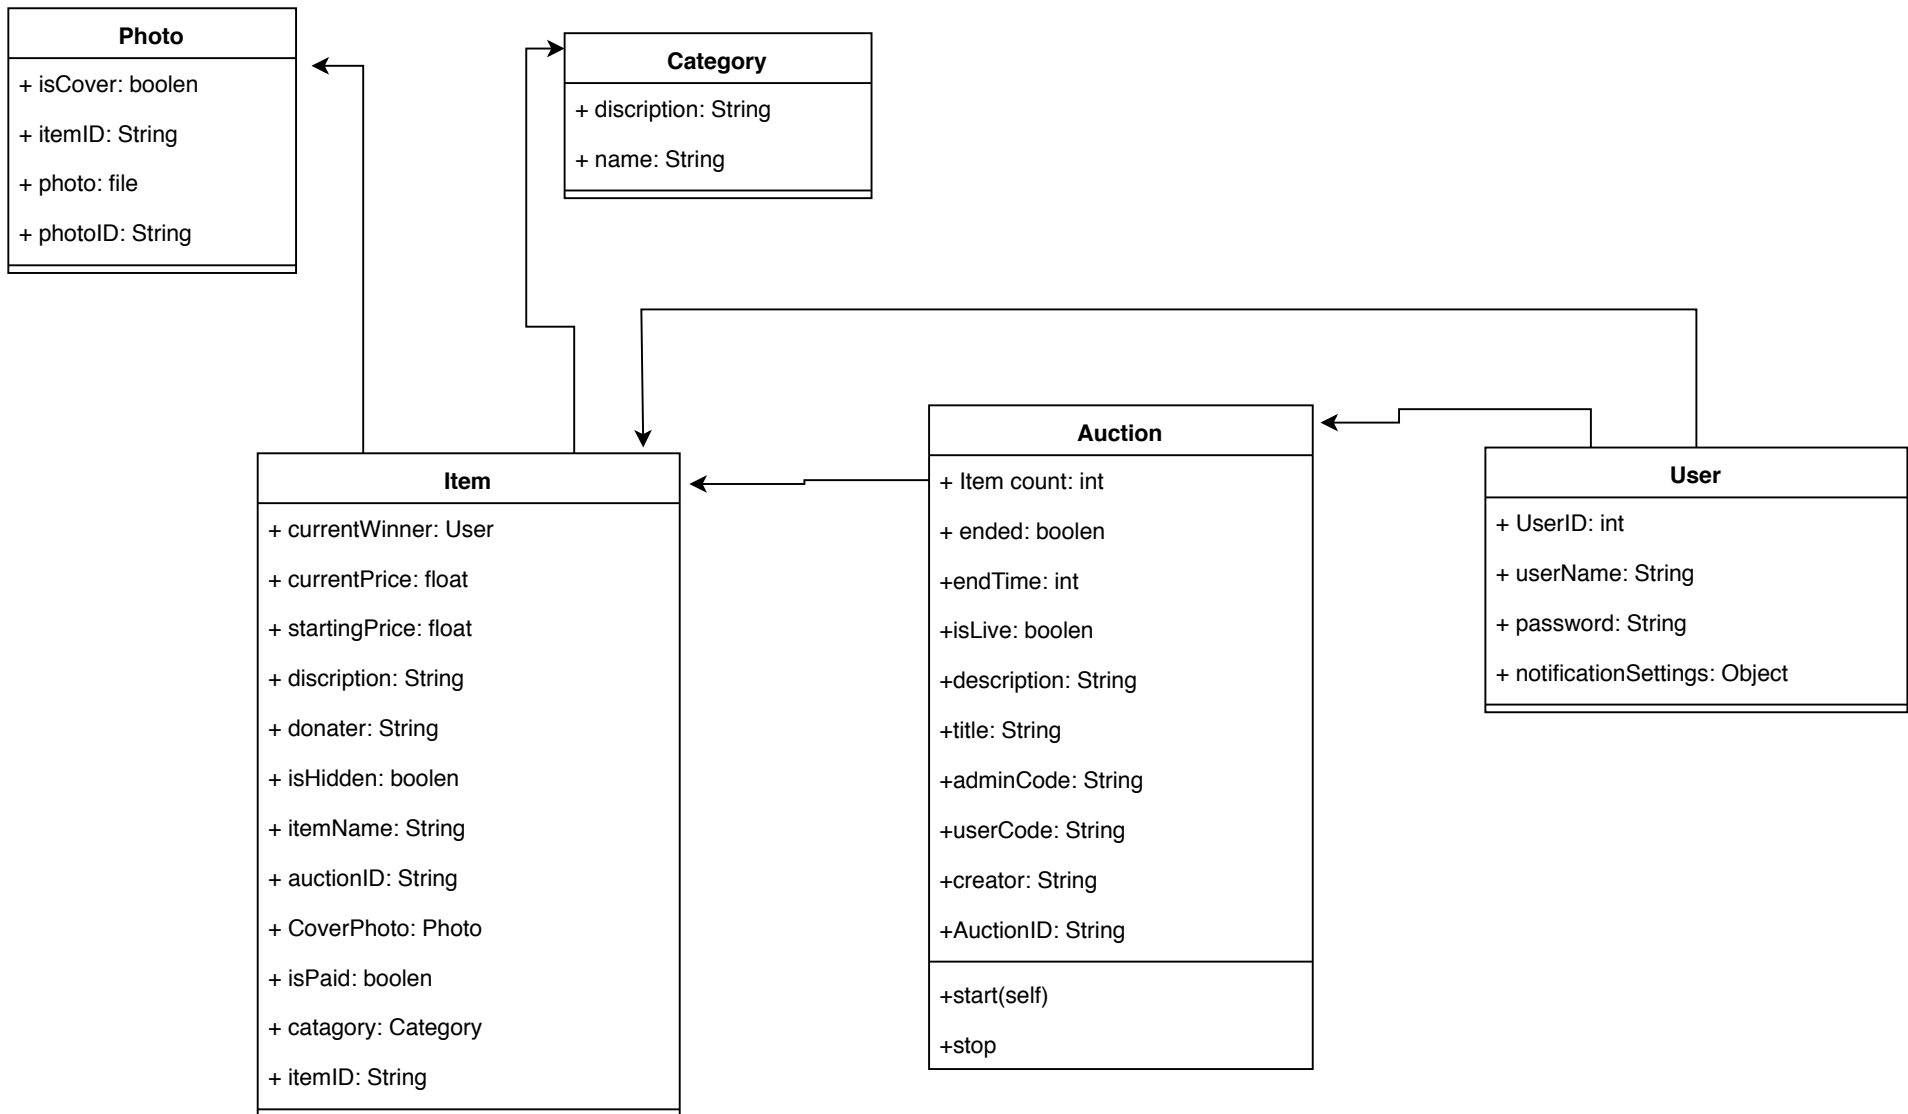 Photo
+ isCover: boolen
+ itemID: String
+ photo: file
+ photoID: String
Category
+ discription: String
+ name: String
Item
+ currentWinner: User
+ currentPrice: float
+ startingPrice: float
+ discription: String
+ donater: String
+ isHidden: boolen
+ itemName: String
+ auctionID: String
+ CoverPhoto: Photo
+ isPaid: boolen
+ catagory: Category
+ itemID: String
Auction
+ Item count: int
+ ended: boolen
+endTime: int
+isLive: boolen
+description: String
+title: String
+adminCode: String
+userCode: String
+creator: String
+AuctionID: String
+start(self)
+stop
User
+ UserID: int
+ userName: String
+ password: String
+ notificationSettings: Object